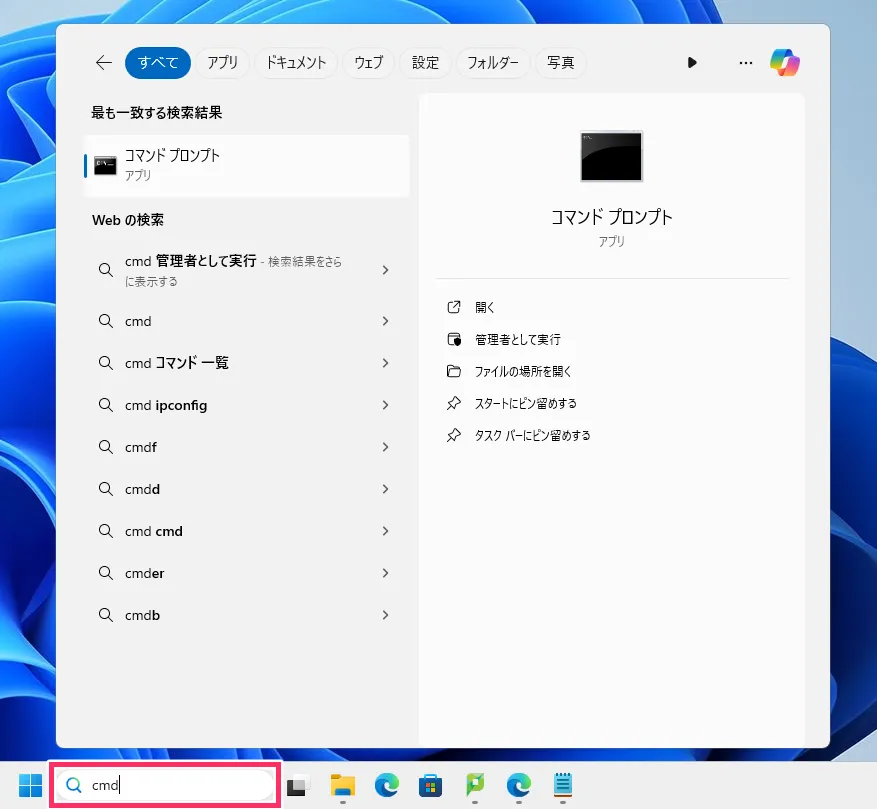 すべて アプリ ドキュメント ウェブ 設定 フォルダー 写真
最も一致する検索結果
コマンド プロンプト
アプリ
Web の検索
cmd 管理者として実行 - 検索結果をさら
に表示する
cmd
cmd コマンド 一覧
cmd ipconfig
cmdf
cmdd
cmd cmd
cmder
cmdb
コマンド プロンプト
アプリ
開く
管理者として実行
ファイルの場所を開く
スタートにピン留めする
タスク バーにピン留めする
cmd